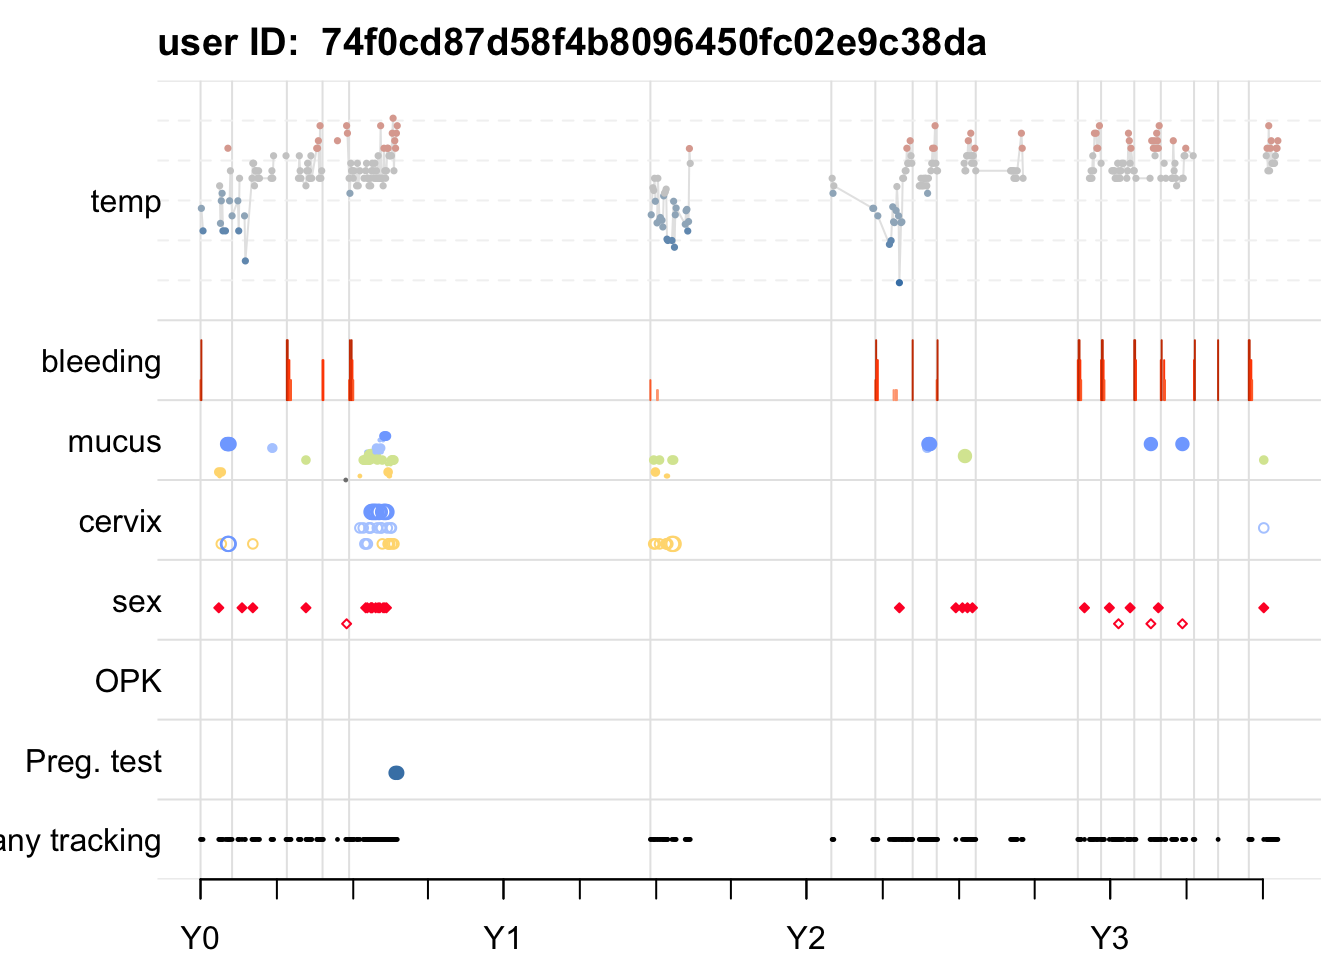 user ID:  74f0cd87d58f4b8096450fc02e9c38da
temp
bleeding
mucus
cervix
sex
OPK
Preg. test
any tracking
Y0 Y1 Y2 Y3